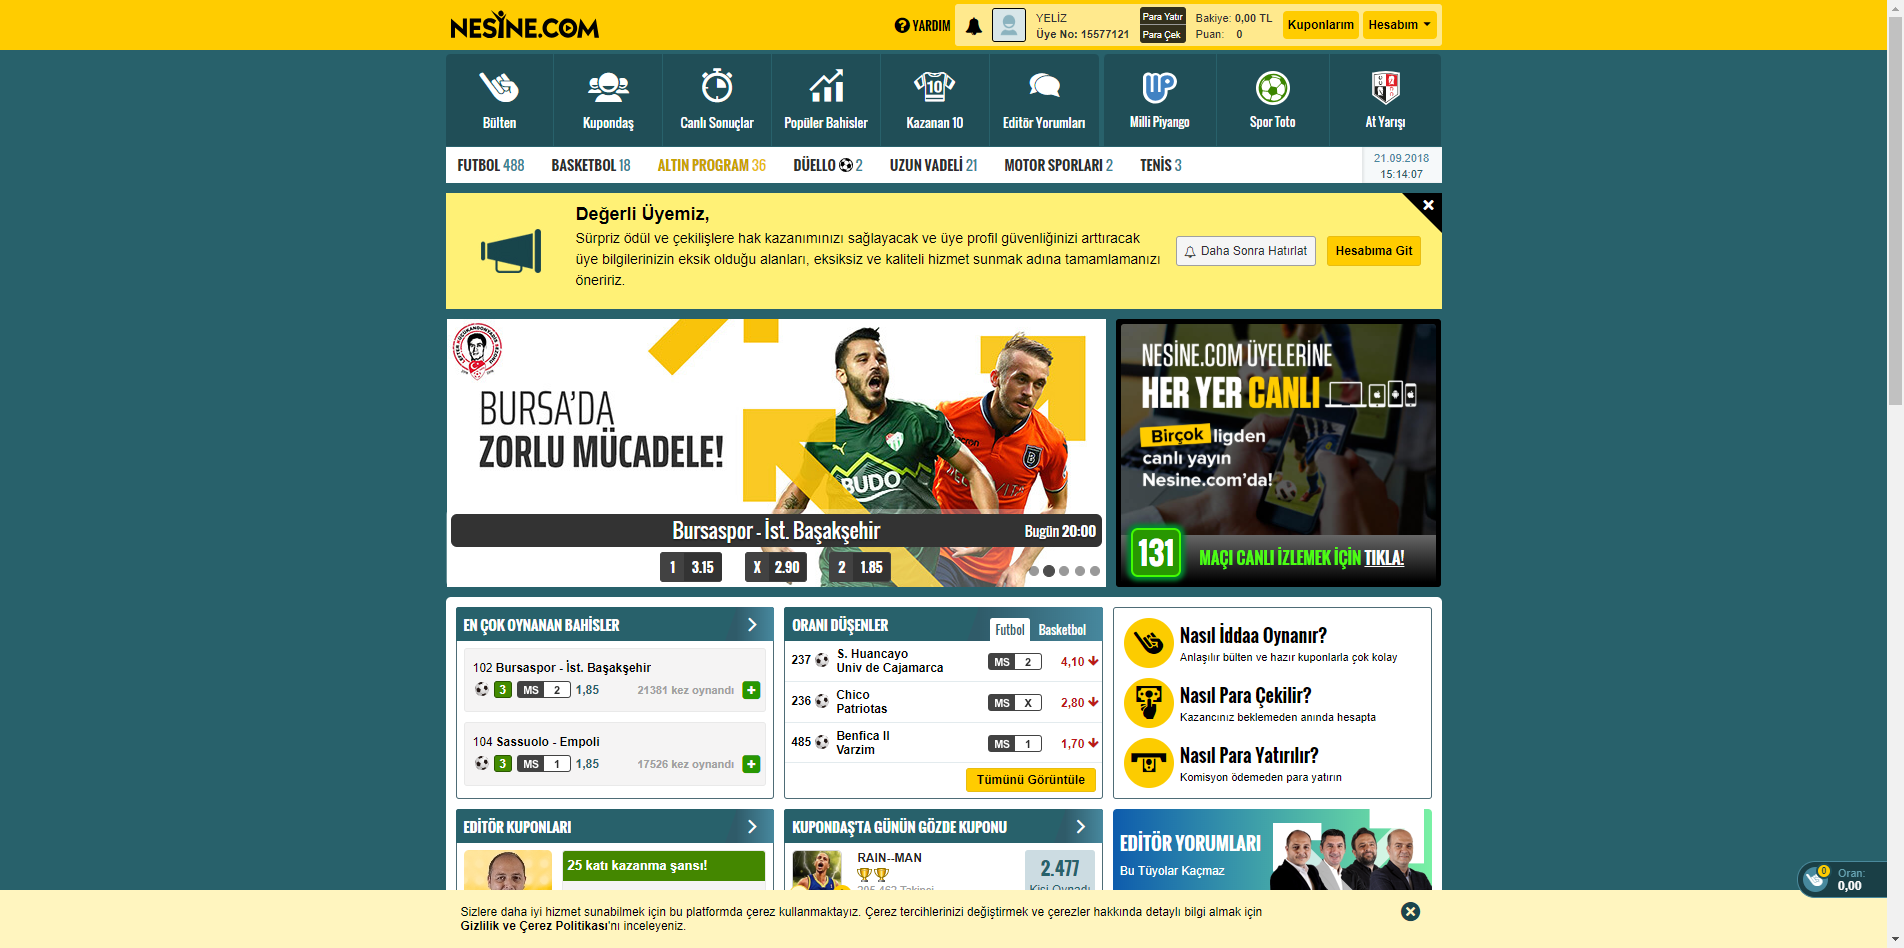 NESİNE.COM
YARDIM
YELİZ
Üye No: 15577121
Para Yatır
Para Çek
Bakiye: 0,00 TL
Puan: 0
Kuponlarım
Hesabım
Bülten
Kupondaş
Canlı Sonuçlar
Popüler Bahisler
10
Kazanan 10
Editör Yorumları
Milli Piyango
Spor Toto
At Yarışı
FUTBOL 488
BASKETBOL 18
ALTIN PROGRAM 36
DÜELLO 2
UZUN VADELİ 21
MOTOR SPORLARI 2
TENİS 3
21.09.2018
15:14:07
Değerli Üyemiz,
Sürpriz ödül ve çekilişlere hak kazanımınızı sağlayacak ve üye profil güvenliğinizi arttıracak
üye bilgilerinizin eksik olduğu alanları, eksiksiz ve kaliteli hizmet sunmak adına tamamlamanızı
öneririz.
Daha Sonra Hatırlat
Hesabıma Git
BURSA'DA
ZORLU MÜCADELE!
BUDO
Bursaspor - İst. Başakşehir
Bugün 20:00
1 3.15
X 2.90
2 1.85
NESİNE.COM ÜYELERİNE
HER YER CANLI
Birçok ligden
canlı yayın
Nesine.com'da!
131 MAÇI CANLI İZLEMEK İÇİN TIKLA!
EN ÇOK OYNANAN BAHİSLER
102 Bursaspor - İst. Başakşehir
3 MS 2 1,85 21381 kez oynandı
104 Sassuolo - Empoli
3 MS 1 1,85 17526 kez oynandı
ORANI DÜŞENLER
Futbol
Basketbol
237 S. Huancayo
Univ de Cajamarca
MS 2 4,10
236 Chico
Patriotas
MS X 2,80
485 Benfica II
Varzim
MS 1 1,70
Tümünü Görüntüle
Nasıl İddaa Oynanır?
Anlaşılır bülten ve hazır kuponlarla çok kolay
Nasıl Para Çekilir?
Kazancınız beklemeden anında hesapta
Nasıl Para Yatırılır?
Komisyon ödemeden para yatırın
EDİTÖR KUPONLARI
25 katı kazanma şansı!
KUPONDAŞ'TA GÜNÜN GÖZDE KUPONU
RAIN--MAN
2.477
Kişi Oynadı
EDİTÖR YORUMLARI
Bu Tüyolar Kaçmaz
0
Oran:
0,00
Sizlere daha iyi hizmet sunabilmek için bu platformda çerez kullanmaktayız. Çerez tercihlerinizi değiştirmek ve çerezler hakkında detaylı bilgi almak için
Gizlilik ve Çerez Politikası'nı inceleyeniz.